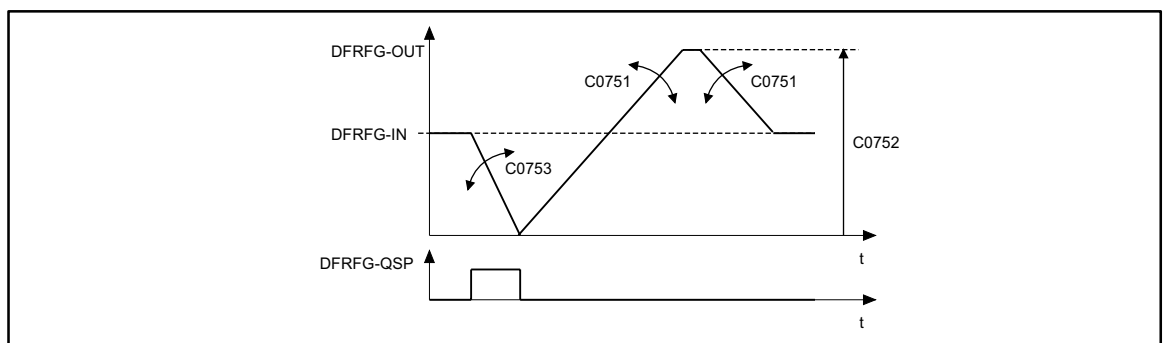 DFRFG-OUT
C0751
C0751
DFRFG-IN
C0752
C0753
t
DFRFG-QSP
t